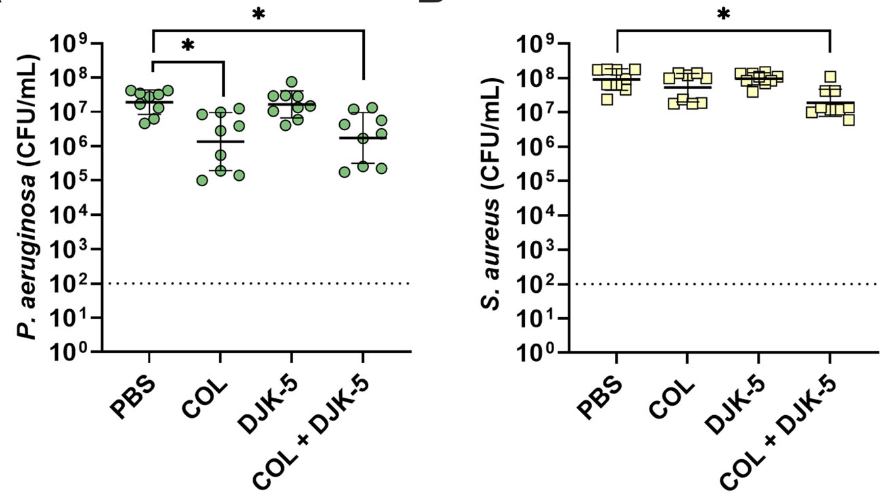 *
*
P. aeruginosa (CFU/mL)
10⁹
10⁸
10⁷
10⁶
10⁵
10⁴
10³
10²
10¹
10⁰
PBS
COL
DJK-5
COL + DJK-5
*
S. aureus (CFU/mL)
10⁹
10⁸
10⁷
10⁶
10⁵
10⁴
10³
10²
10¹
10⁰
PBS
COL
DJK-5
COL + DJK-5